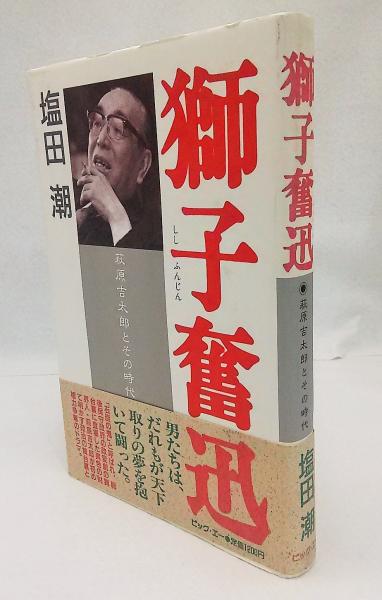 獅子奮迅
しし ふんじん
萩原吉太郎とその時代
塩田 潮
男たちは、
だれもが天下
取りの夢を抱
いて闘った。
ビッグ・エー●定価1200円
獅子奮迅
◉萩原吉太郎とその時代
塩田 潮